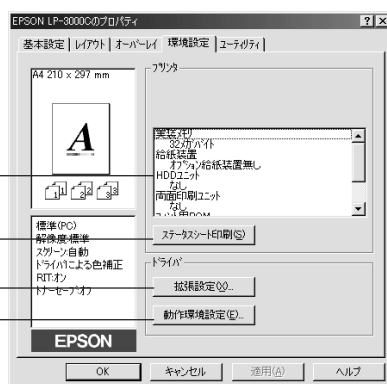 EPSON LP-3000Cのプロパティ
基本設定 レイアウト オーバーレイ 環境設定 ユーティリティ
A4 210 x 297 mm
A
1 2 3
標準(PC)
解像度:標準
スクリーン:自動
ドライバによる色補正
RIT:オン
トナーセーブ:オフ
EPSON
プリンタ
実装メモリ
32メガバイト
給紙装置
オプション給紙装置無し
HDDユニット
なし
両面印刷ユニット
なし
ステータスシート印刷(S)
ドライバ
拡張設定(X)...
動作環境設定(E)...
OK キャンセル 適用(A) ヘルプ